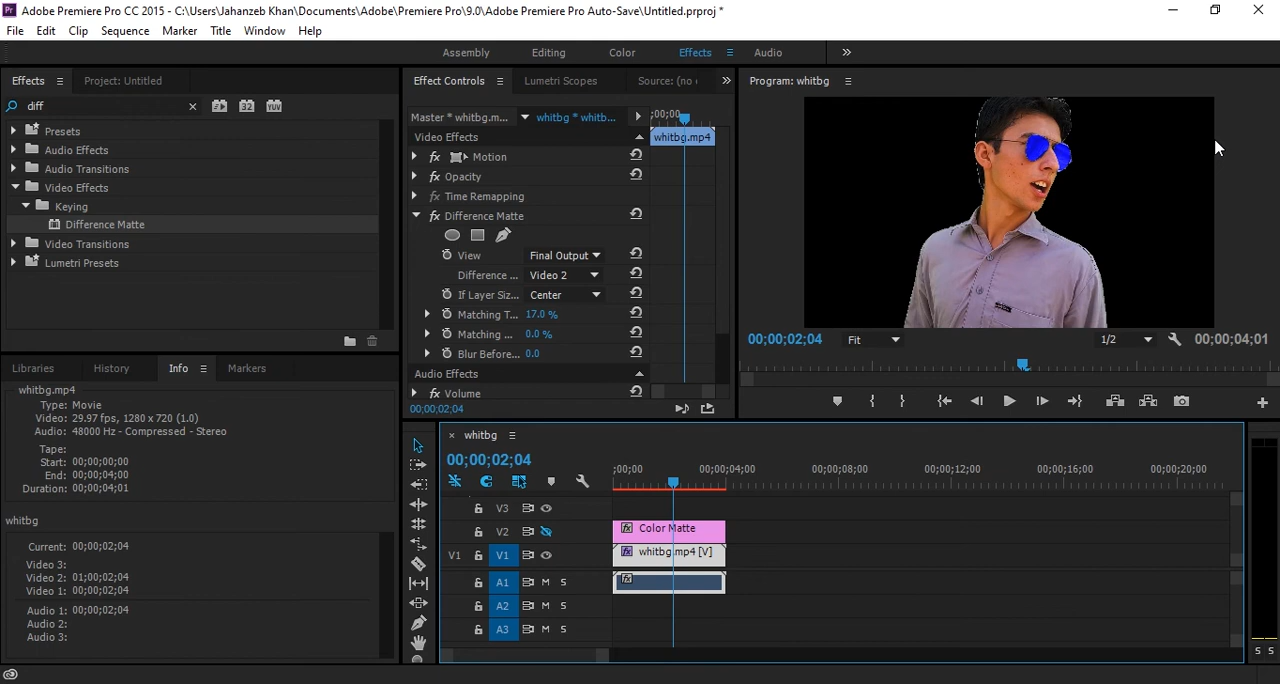 Adobe Premiere Pro CC 2015 - C:\Users\Jahanzeb Khan\Documents\Adobe\Premiere Pro\9.0\Adobe Premiere Pro Auto-Save\Untitled.prproj *
File Edit Clip Sequence Marker Title Window Help
Assembly Editing Color Effects Audio
Effects Project: Untitled
diff
Presets
Audio Effects
Audio Transitions
Video Effects
Keying
Difference Matte
Video Transitions
Lumetri Presets
Effect Controls Lumetri Scopes Source: (no
Master * whitbg.m... whitbg * whitb... ;00;00
Video Effects whitbg.mp4
fx Motion
fx Opacity
fx Time Remapping
fx Difference Matte
View Final Output
Difference ... Video 2
If Layer Siz... Center
Matching T... 17.0 %
Matching ... 0.0 %
Blur Before... 0.0
Audio Effects
fx Volume
00;00;02;04
Program: whitbg
00;00;02;04 Fit 1/2 00;00;04;01
Libraries History Info Markers
whitbg.mp4
Type: Movie
Video: 29.97 fps, 1280 x 720 (1.0)
Audio: 48000 Hz - Compressed - Stereo
Tape:
Start: 00;00;00;00
End: 00;00;04;00
Duration: 00;00;04;01
whitbg
Current: 00;00;02;04
Video 3:
Video 2: 01;00;02;04
Video 1: 00;00;02;04
Audio 1: 00;00;02;04
Audio 2:
Audio 3:
× whitbg
00;00;02;04
;00;00 00;00;04;00 00;00;08;00 00;00;12;00 00;00;16;00 00;00;20;00
V3
V2 fx Color Matte
V1 V1 fx whitbg.mp4 [V]
A1 M S fx
A2 M S
A3 M S
S S